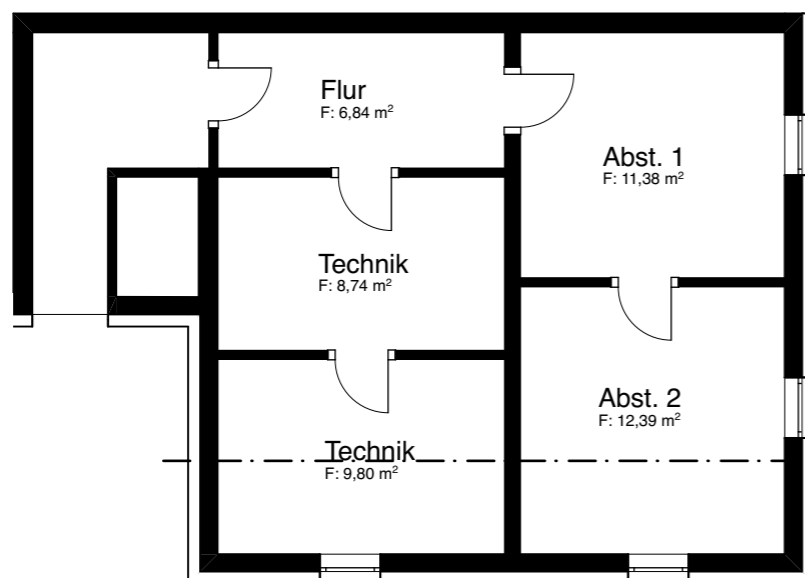 Flur
F: 6,84 m²
Abst. 1
F: 11,38 m²
Technik
F: 8,74 m²
Abst. 2
F: 12,39 m²
Technik
F: 9,80 m²